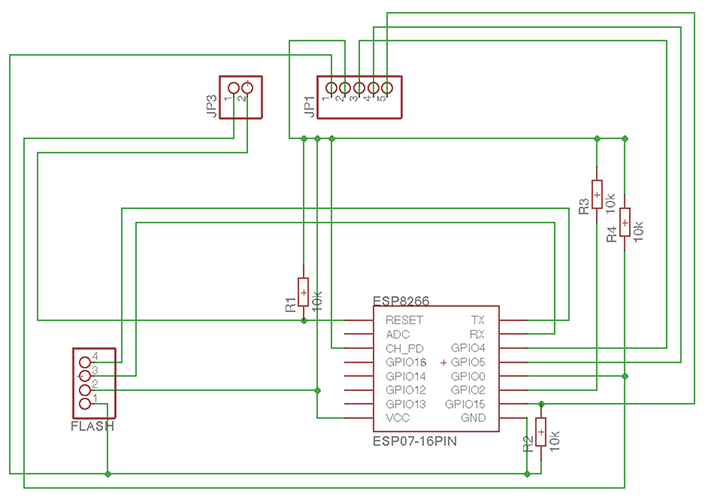 JP3
1
2
JP1
1
2
3
4
5
R3
10k
R4
10k
R1
10k
ESP8266
RESET TX
ADC RX
CH_PD GPIO4
GPIO16 GPIO5
GPIO14 GPIO0
GPIO12 GPIO2
GPIO13 GPIO15
VCC GND
ESP07-16PIN
4
3
2
1
FLASH
R2
10k